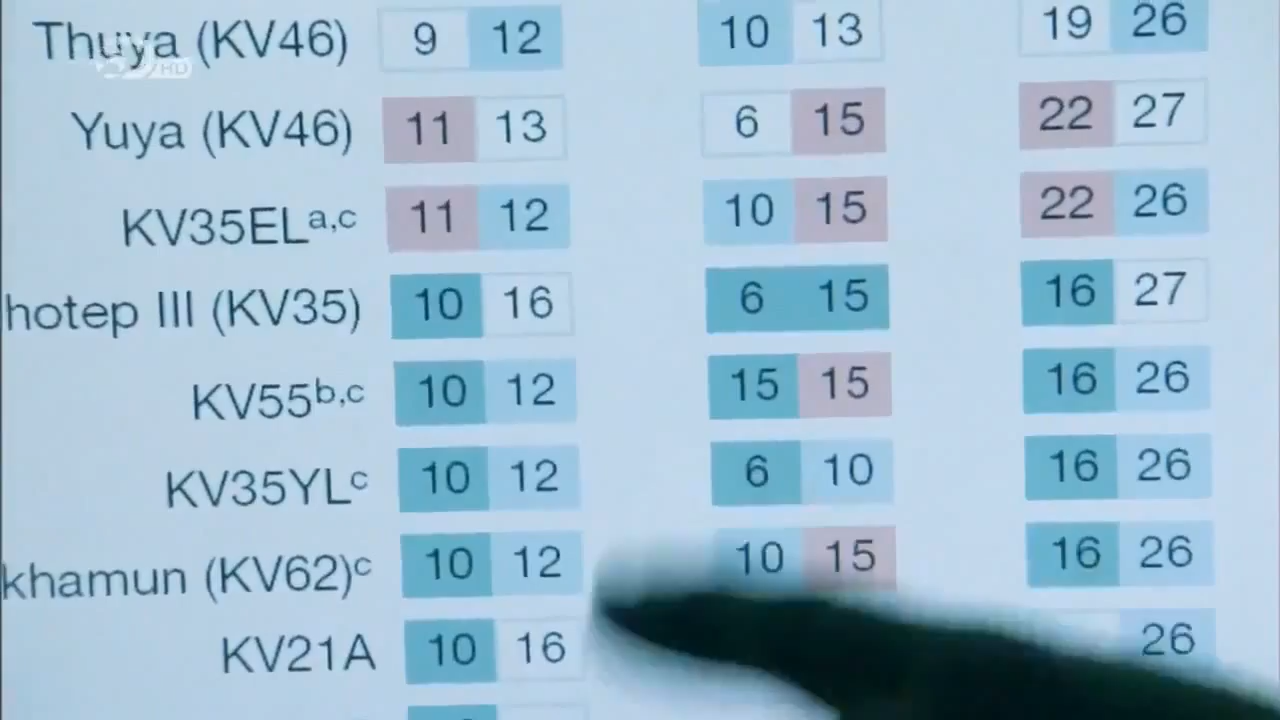 Thuya (KV46) 9 12 10 13 19 26
Yuya (KV46) 11 13 6 15 22 27
KV35ELa,c 11 12 10 15 22 26
hotep III (KV35) 10 16 6 15 16 27
KV55b,c 10 12 15 15 16 26
KV35YLc 10 12 6 10 16 26
khamun (KV62)c 10 12 10 15 16 26
KV21A 10 16 26
HD